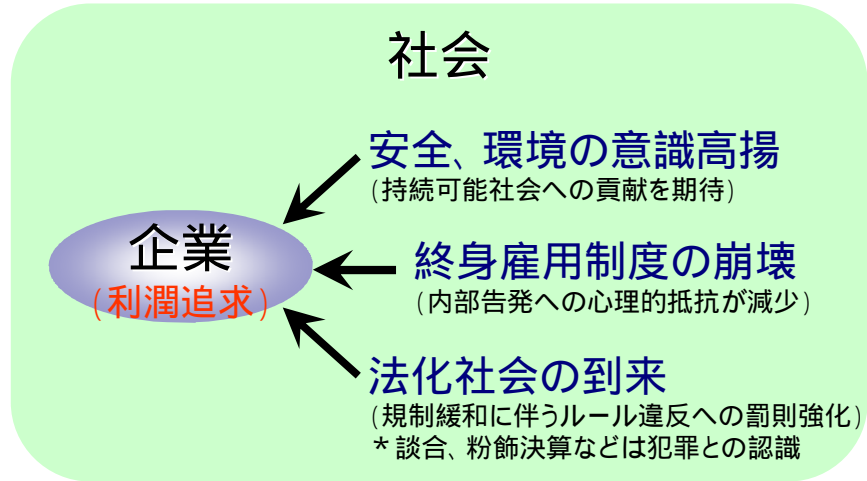 社会
安全、環境の意識高揚
(持続可能社会への貢献を期待)
企業
(利潤追求)
終身雇用制度の崩壊
(内部告発への心理的抵抗が減少)
法化社会の到来
(規制緩和に伴うルール違反への罰則強化)
*談合、粉飾決算などは犯罪との認識